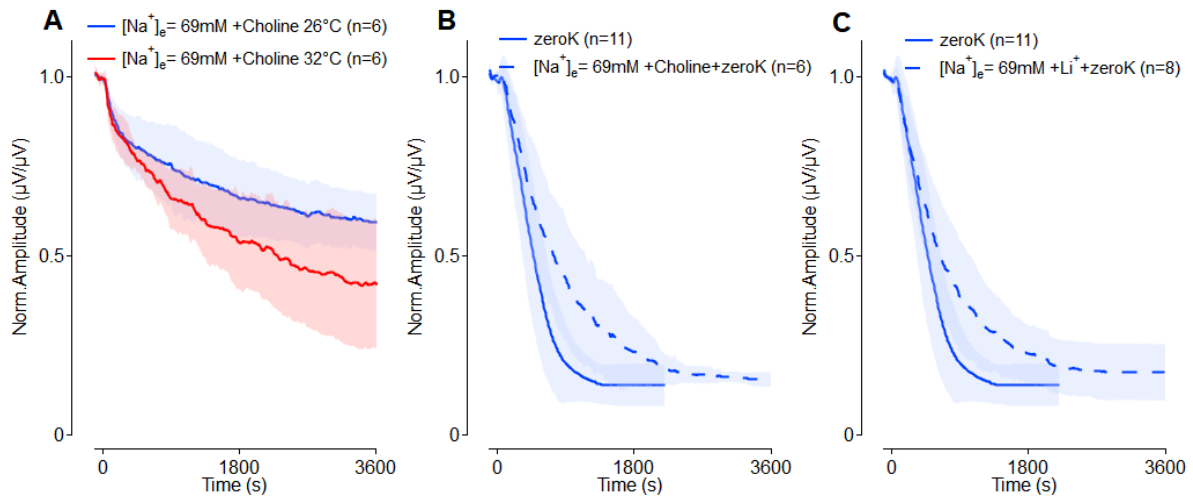 A
[Na+]e= 69mM +Choline 26°C (n=6)
[Na+]e= 69mM +Choline 32°C (n=6)
1.0
0.5
0
Norm.Amplitude (µV/µV)
0 1800 3600
Time (s)
B
zeroK (n=11)
[Na+]e= 69mM +Choline+zeroK (n=6)
1.0
0.5
0
Norm.Amplitude (µV/µV)
0 1800 3600
Time (s)
C
zeroK (n=11)
[Na+]e= 69mM +Li+ +zeroK (n=8)
1.0
0.5
0
Norm.Amplitude (µV/µV)
0 1800 3600
Time (s)